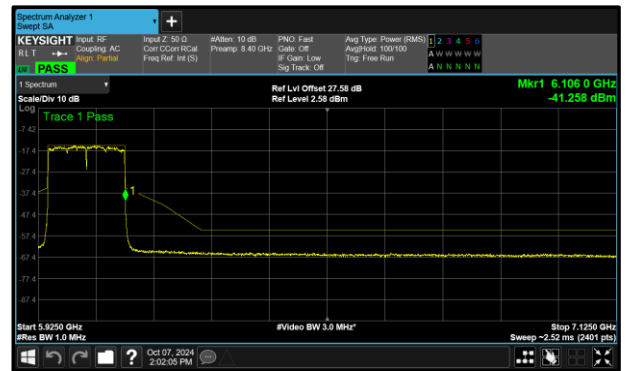 Spectrum Analyzer 1
Swept SA
KEYSIGHT Input: RF Input Z: 50 Ω #Atten: 10 dB PNO: Fast Avg Type: Power (RMS) 1 2 3 4 5 6
RLT Coupling: AC Corr CCorr RCal Preamp: 8.40 GHz Gate: Off Avg|Hold: 100/100 A W W W W W
Align: Partial Freq Ref: Int (S) IF Gain: Low Trig: Free Run
LXI PASS Sig Track: Off A N N N N N
1 Spectrum Ref Lvl Offset 27.58 dB Mkr1 6.106 0 GHz
Scale/Div 10 dB Ref Level 2.58 dBm -41.258 dBm
Log
Trace 1 Pass
-7.42
-17.4
-27.4
-37.4
1
-47.4
-57.4
-67.4
-77.4
-87.4
Start 5.9250 GHz #Video BW 3.0 MHz* Stop 7.1250 GHz
#Res BW 1.0 MHz Sweep ~2.52 ms (2401 pts)
? Oct 07, 2024
2:02:05 PM